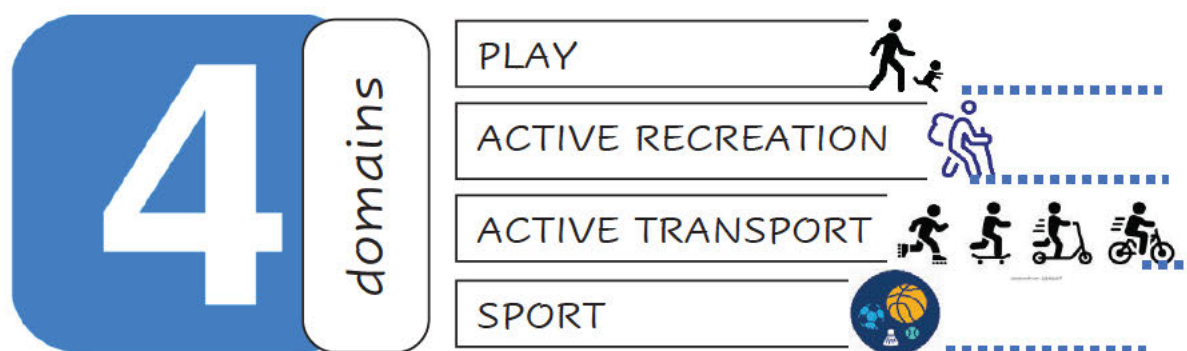 4
domains
PLAY
ACTIVE RECREATION
ACTIVE TRANSPORT
SPORT